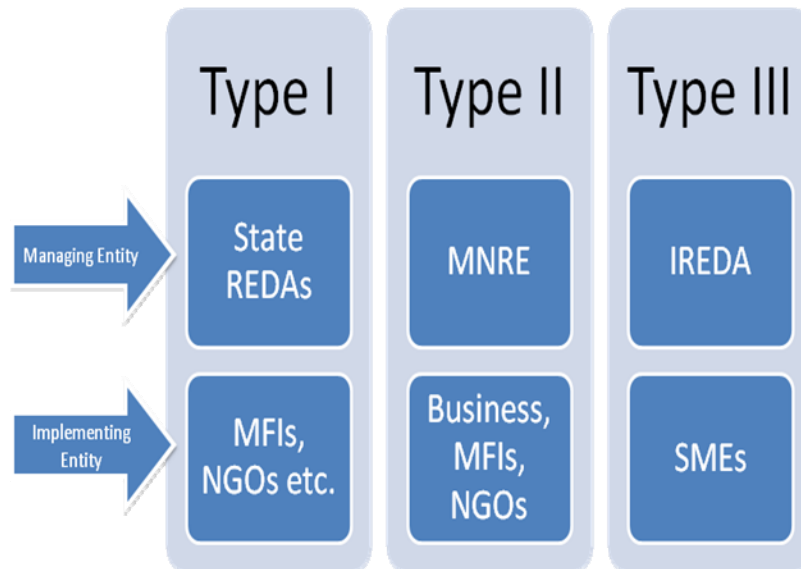 Type I
Type II
Type III
Managing Entity
State
REDAs
MNRE
IREDA
Implementing
Entity
MFIs,
NGOs etc.
Business,
MFIs,
NGOs
SMEs